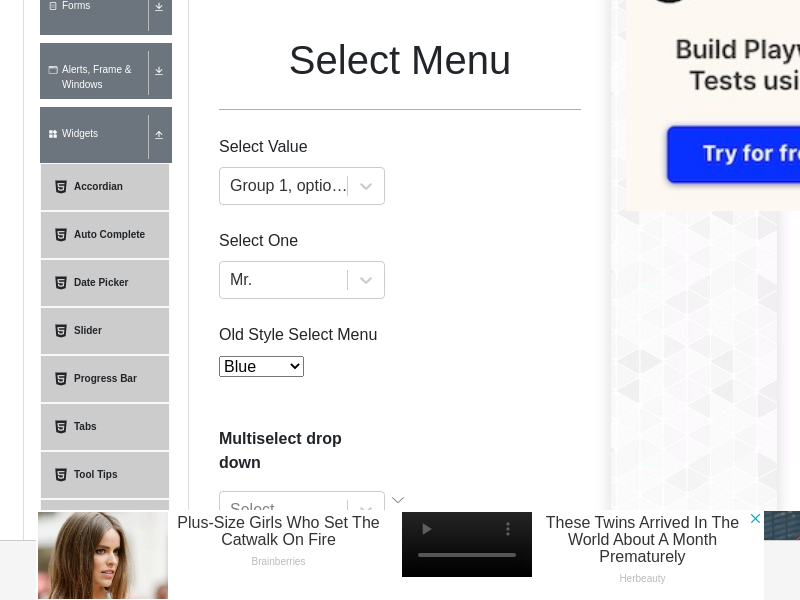 Forms
Alerts, Frame &
Windows
Widgets
Accordian
Auto Complete
Date Picker
Slider
Progress Bar
Tabs
Tool Tips
Select Menu
Select Value
Group 1, optio...
Select One
Mr.
Old Style Select Menu
Blue
Multiselect drop
down
Select...
Build Playw
Tests usi
Try for fre
Plus-Size Girls Who Set The
Catwalk On Fire
Brainberries
These Twins Arrived In The
World About A Month
Prematurely
Herbeauty